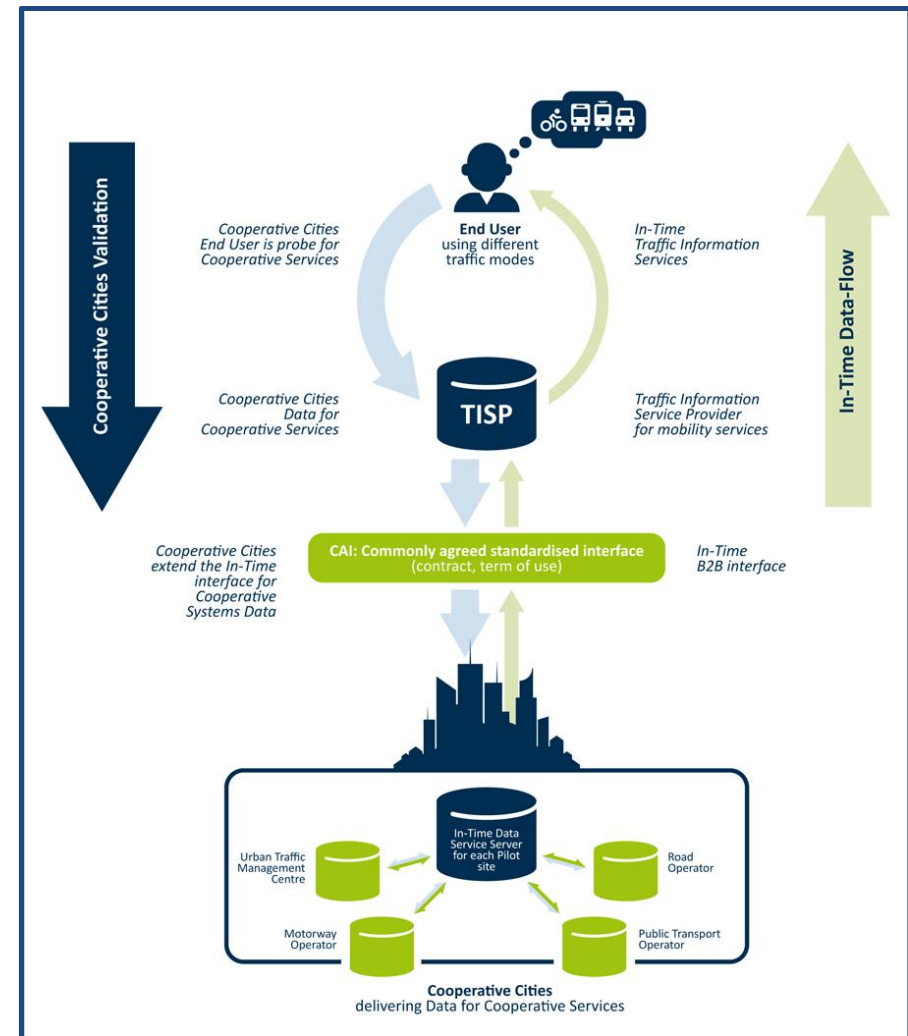 Cooperative Cities Validation
Cooperative Cities
End User is probe for
Cooperative Services
End User
using different
traffic modes
In-Time
Traffic Information
Services
In-Time Data-Flow
Cooperative Cities
Data for
Cooperative Services
TISP
Traffic Information
Service Provider
for mobility services
Cooperative Cities
extend the In-Time
interface for
Cooperative
Systems Data
CAI: Commonly agreed standardised interface
(contract, term of use)
In-Time
B2B interface
In-Time Data
Service Server
for each Pilot
site
Urban Traffic
Management
Centre
Road
Operator
Motorway
Operator
Public Transport
Operator
Cooperative Cities
delivering Data for Cooperative Services